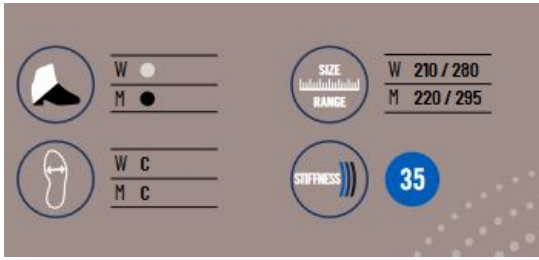 W
M
SIZE
RANGE
W 210 / 280
M 220 / 295
W C
M C
STIFFNESS
35